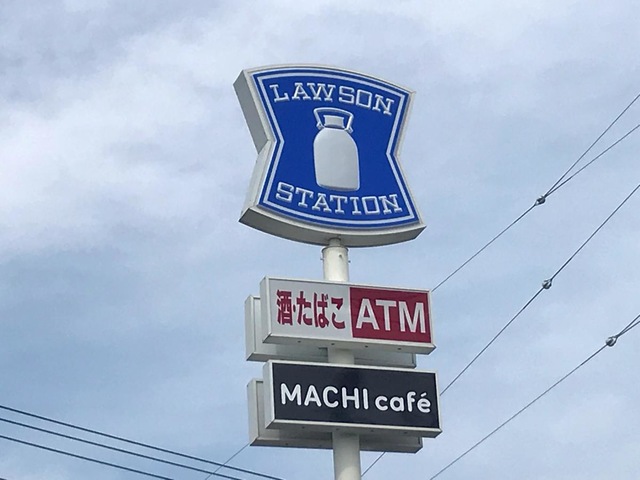 LAWSON
STATION
酒・たばこ ATM
MACHI café